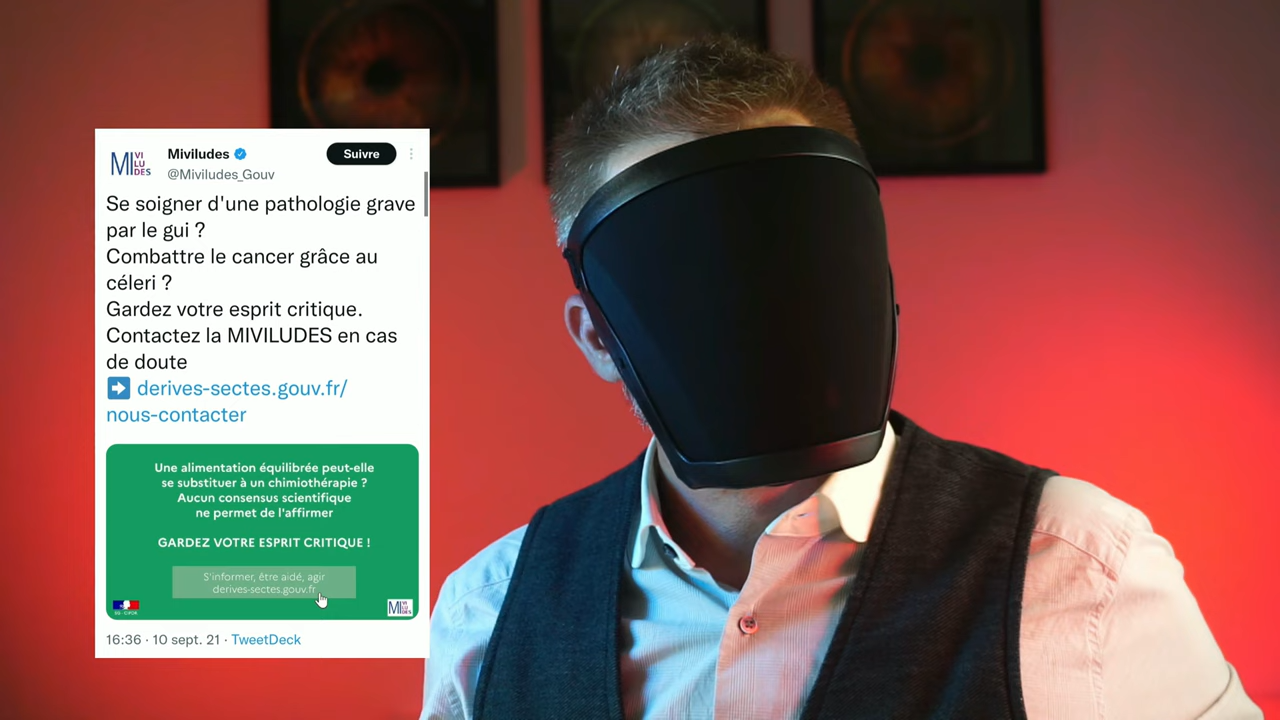 MIVILUDES
Miviludes
Suivre
@Miviludes_Gouv
Se soigner d'une pathologie grave
par le gui ?
Combattre le cancer grâce au
céleri ?
Gardez votre esprit critique.
Contactez la MIVILUDES en cas
de doute
➡ derives-sectes.gouv.fr/
nous-contacter
Une alimentation équilibrée peut-elle
se substituer à un chimiothérapie ?
Aucun consensus scientifique
ne permet de l'affirmer
GARDEZ VOTRE ESPRIT CRITIQUE !
S'informer, être aidé, agir
derives-sectes.gouv.fr
MIVILUDES
16:36 · 10 sept. 21 · TweetDeck